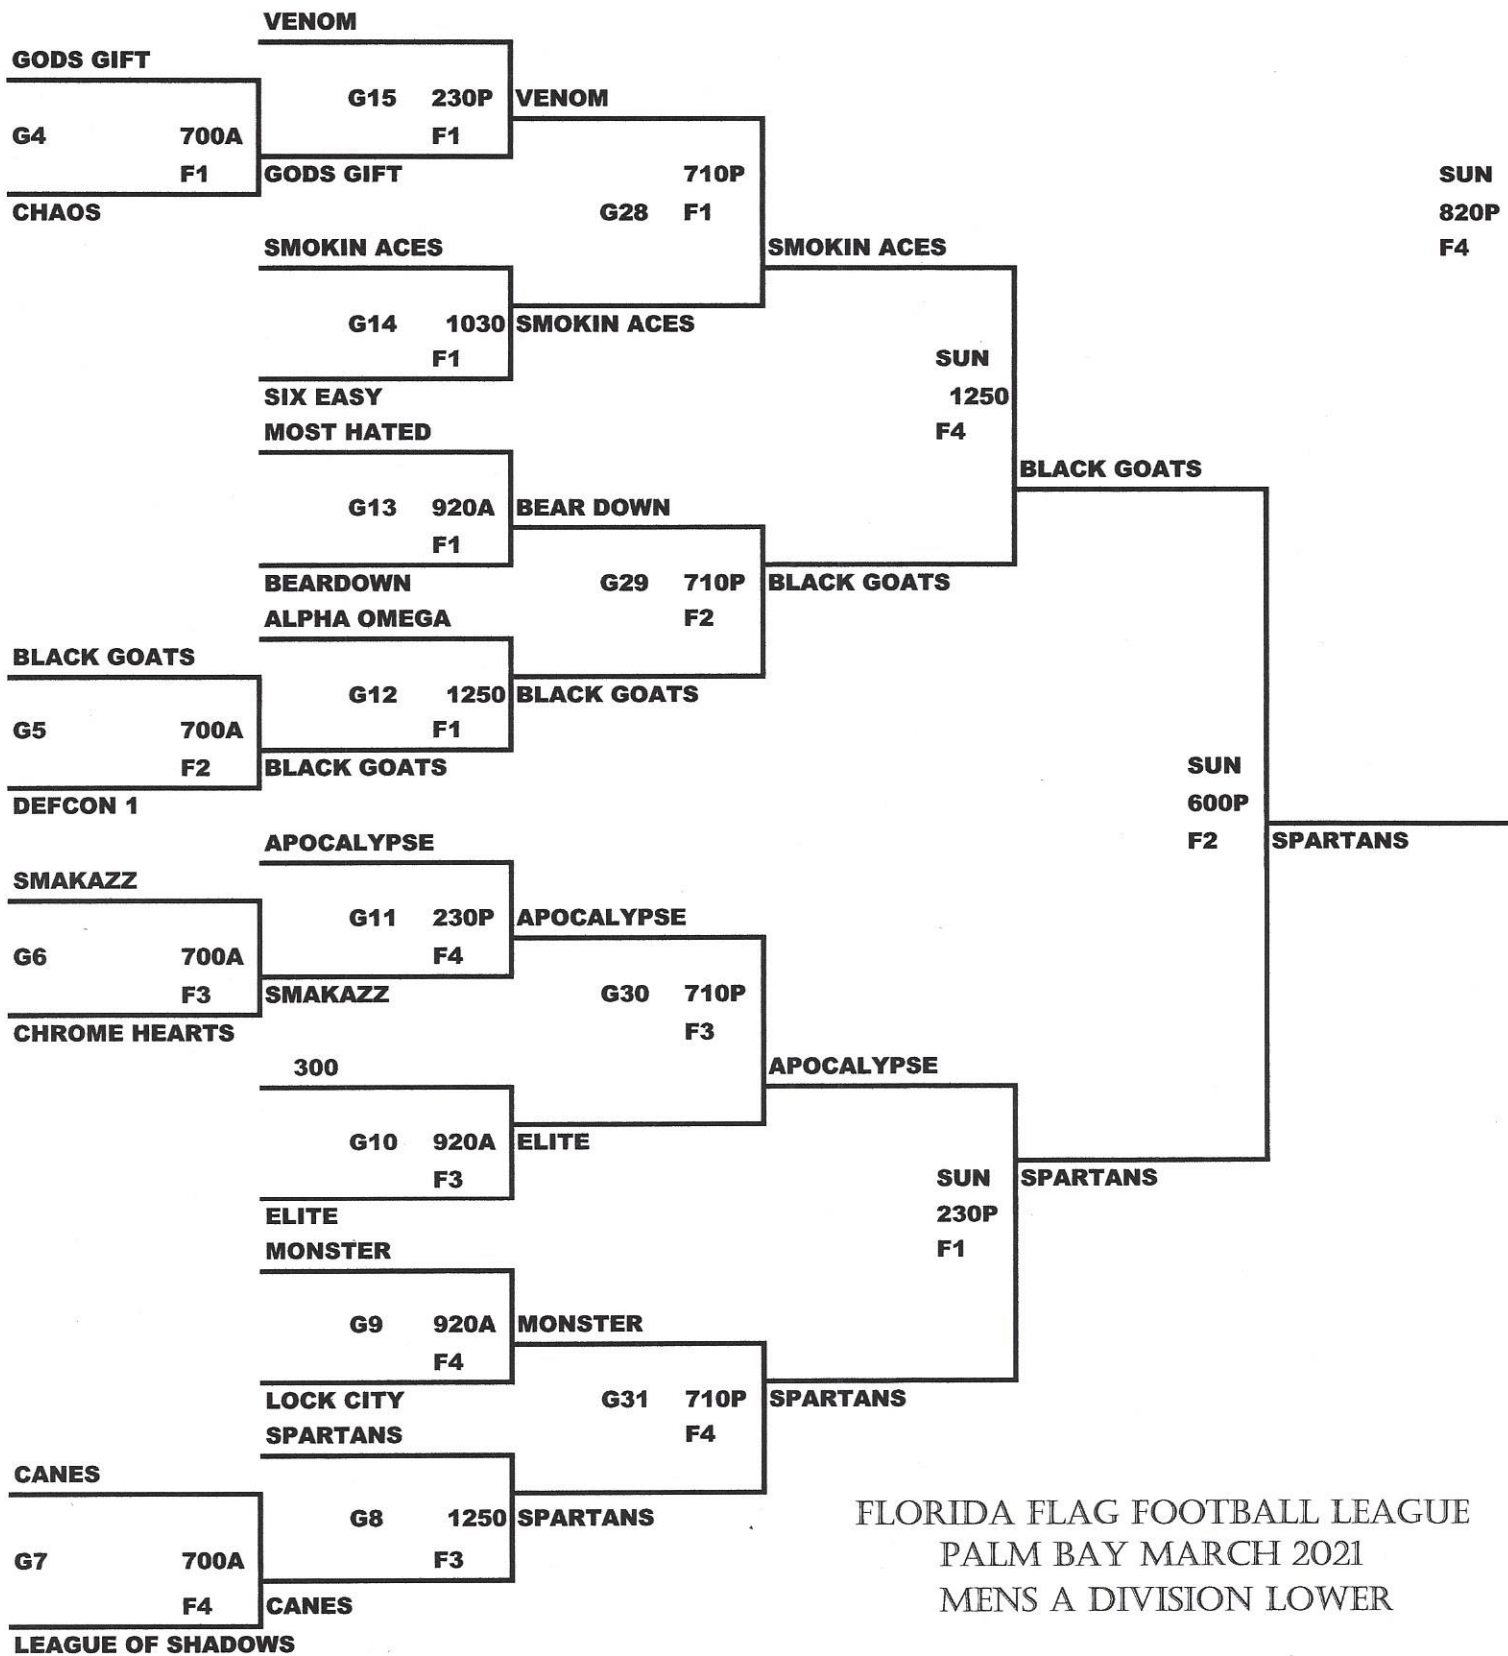 VENOM
GODS GIFT
G15 230P VENOM
G4 700A F1
F1 GODS GIFT 710P SUN
CHAOS G28 F1 820P
SMOKIN ACES SMOKIN ACES F4
G14 1030 SMOKIN ACES
F1 SUN
SIX EASY 1250
MOST HATED F4
BLACK GOATS
G13 920A BEAR DOWN
F1
BEARDOWN G29 710P BLACK GOATS
ALPHA OMEGA F2
BLACK GOATS
G12 1250 BLACK GOATS
G5 700A F1
F2 BLACK GOATS SUN
DEFCON 1 600P
APOCALYPSE F2 SPARTANS
SMAKAZZ
G11 230P APOCALYPSE
G6 700A F4
F3 SMAKAZZ G30 710P
CHROME HEARTS F3
300 APOCALYPSE
G10 920A ELITE
F3 SUN SPARTANS
ELITE 230P
MONSTER F1
G9 920A MONSTER
F4
LOCK CITY G31 710P SPARTANS
SPARTANS F4
CANES
G8 1250 SPARTANS FLORIDA FLAG FOOTBALL LEAGUE
G7 700A F3 PALM BAY MARCH 2021
F4 CANES MENS A DIVISION LOWER
LEAGUE OF SHADOWS